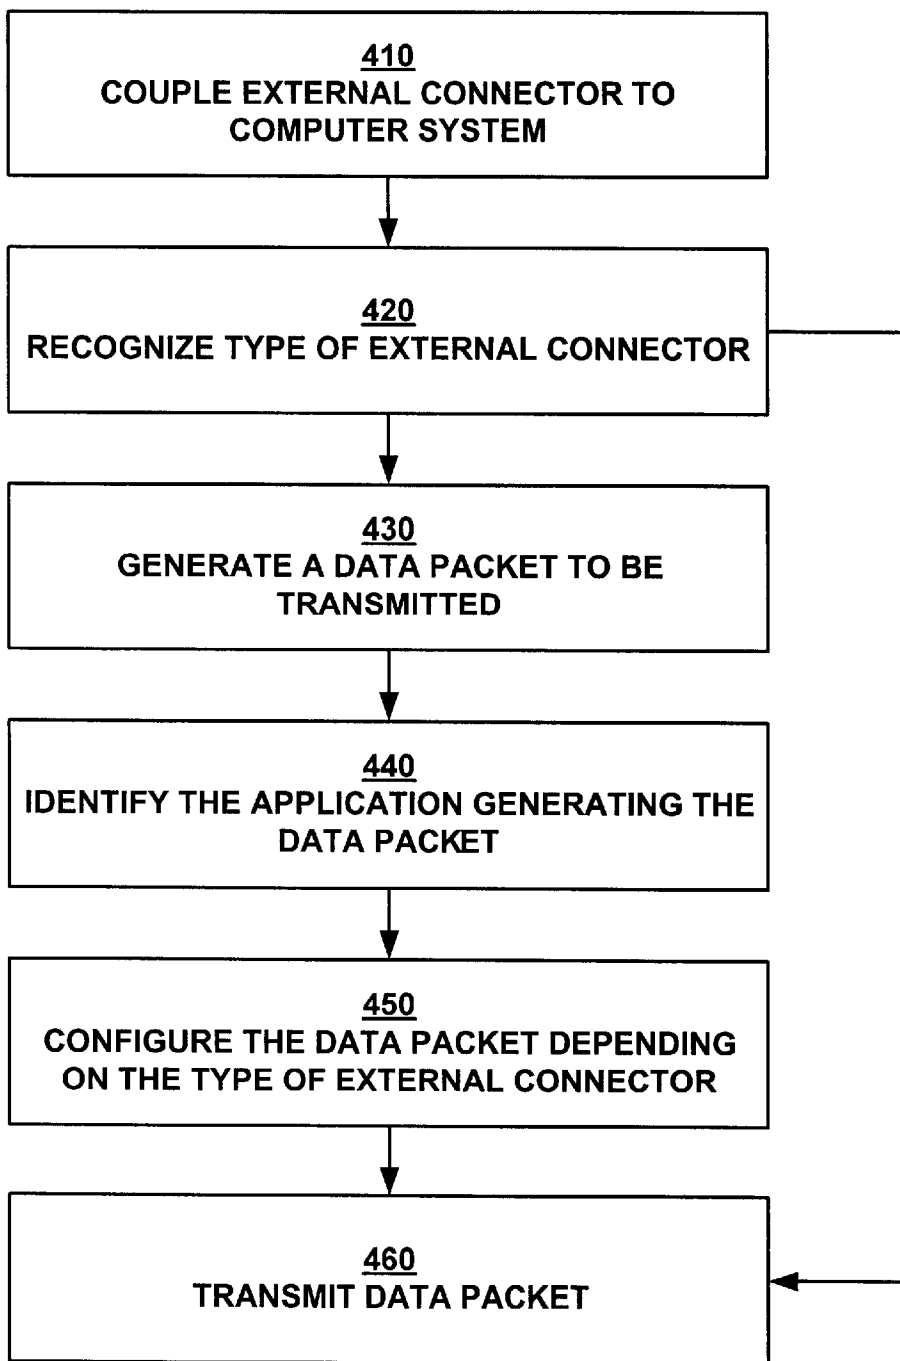 410
COUPLE EXTERNAL CONNECTOR TO
COMPUTER SYSTEM
420
RECOGNIZE TYPE OF EXTERNAL CONNECTOR
430
GENERATE A DATA PACKET TO BE
TRANSMITTED
440
IDENTIFY THE APPLICATION GENERATING THE
DATA PACKET
450
CONFIGURE THE DATA PACKET DEPENDING
ON THE TYPE OF EXTERNAL CONNECTOR
460
TRANSMIT DATA PACKET